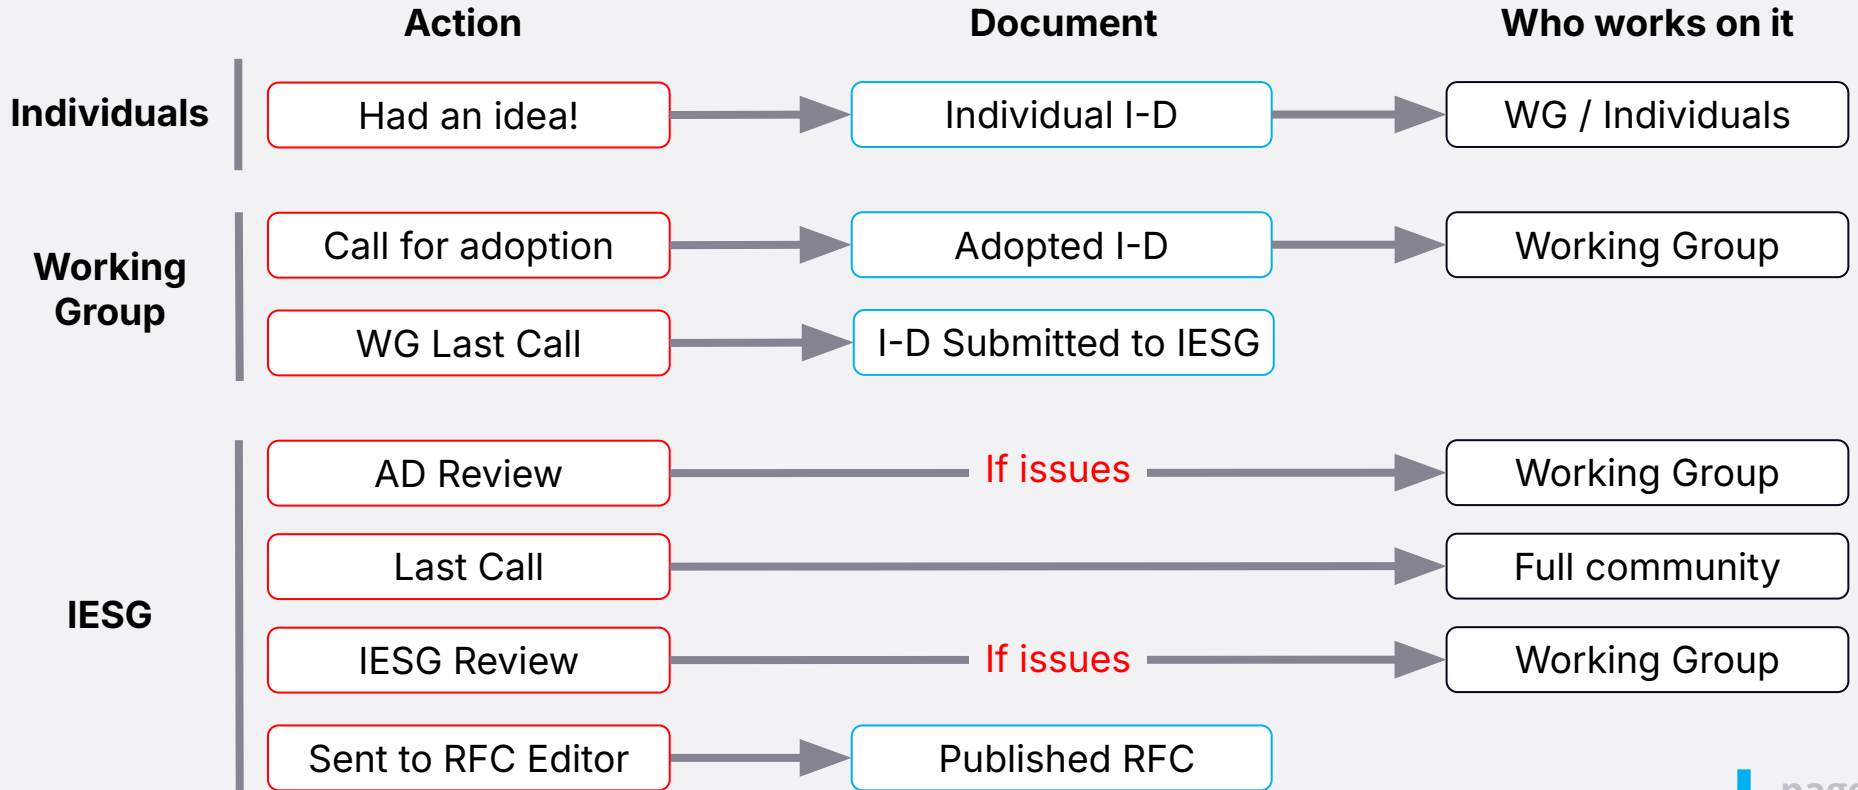 Action Document Who works on it
Individuals Had an idea! Individual I-D WG / Individuals
Working
Group
Call for adoption Adopted I-D Working Group
WG Last Call I-D Submitted to IESG
IESG
AD Review If issues Working Group
Last Call Full community
IESG Review If issues Working Group
Sent to RFC Editor Published RFC